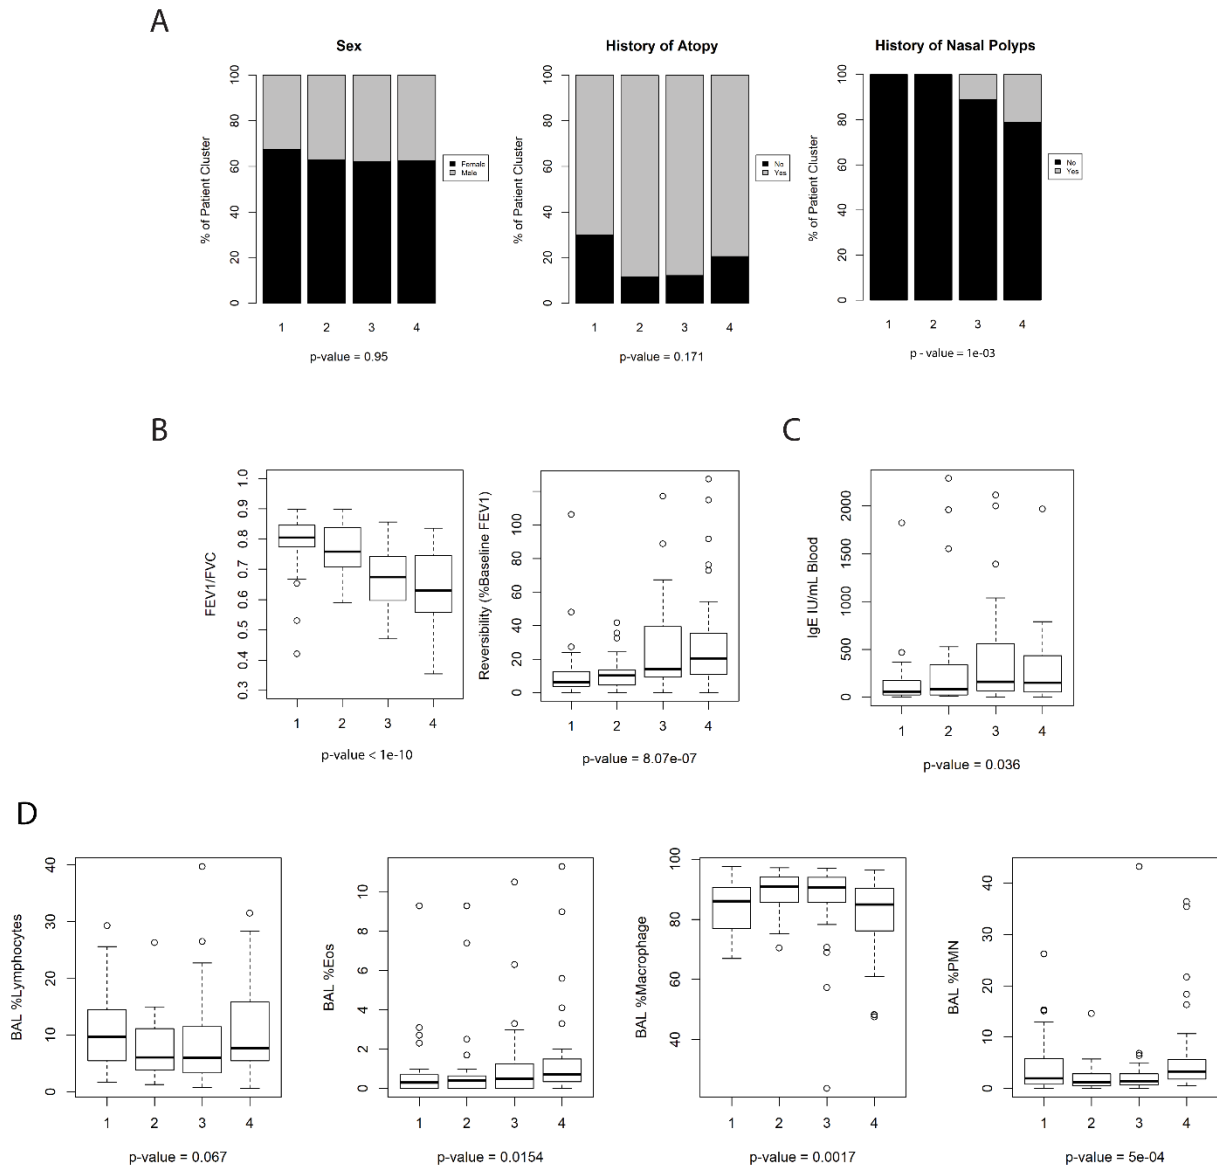 A
Sex
History of Atopy
History of Nasal Polyps
% of Patient Cluster
100
80
60
40
20
0
Female
Male
1 2 3 4
p-value = 0.95
% of Patient Cluster
100
80
60
40
20
0
No
Yes
1 2 3 4
p-value = 0.171
% of Patient Cluster
100
80
60
40
20
0
No
Yes
1 2 3 4
p - value = 1e-03
B
FEV1/FVC
1.0
0.9
0.8
0.7
0.6
0.5
0.4
0.3
1 2 3 4
p-value < 1e-10
Reversibility (%Baseline FEV1)
100
80
60
40
20
0
1 2 3 4
p-value = 8.07e-07
C
IgE IU/mL Blood
2000
1500
1000
500
0
1 2 3 4
p-value = 0.036
D
BAL %Lymphocytes
40
30
20
10
0
1 2 3 4
p-value = 0.067
BAL %Eos
10
8
6
4
2
0
1 2 3 4
p-value = 0.0154
BAL %Macrophage
100
80
60
40
1 2 3 4
p-value = 0.0017
BAL %PMN
40
30
20
10
0
1 2 3 4
p-value = 5e-04